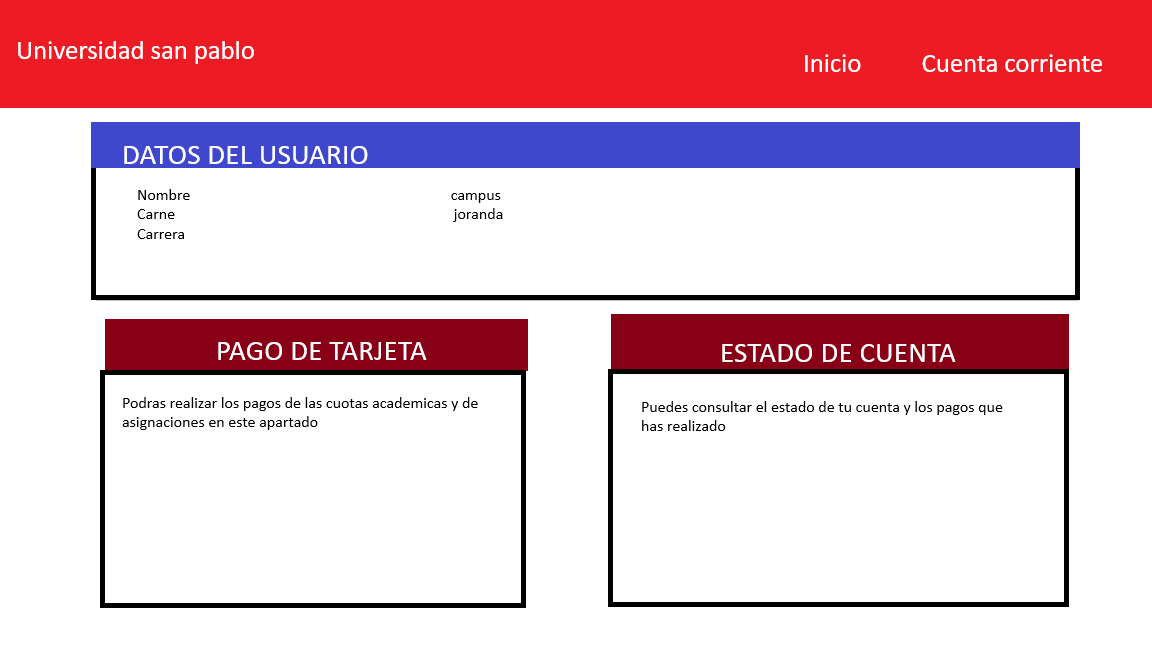 Universidad san pablo
Inicio
Cuenta corriente
DATOS DEL USUARIO
Nombre
campus
Carne
joranda
Carrera
PAGO DE TARJETA
Podras realizar los pagos de las cuotas academicas y de
asignaciones en este apartado
ESTADO DE CUENTA
Puedes consultar el estado de tu cuenta y los pagos que
has realizado